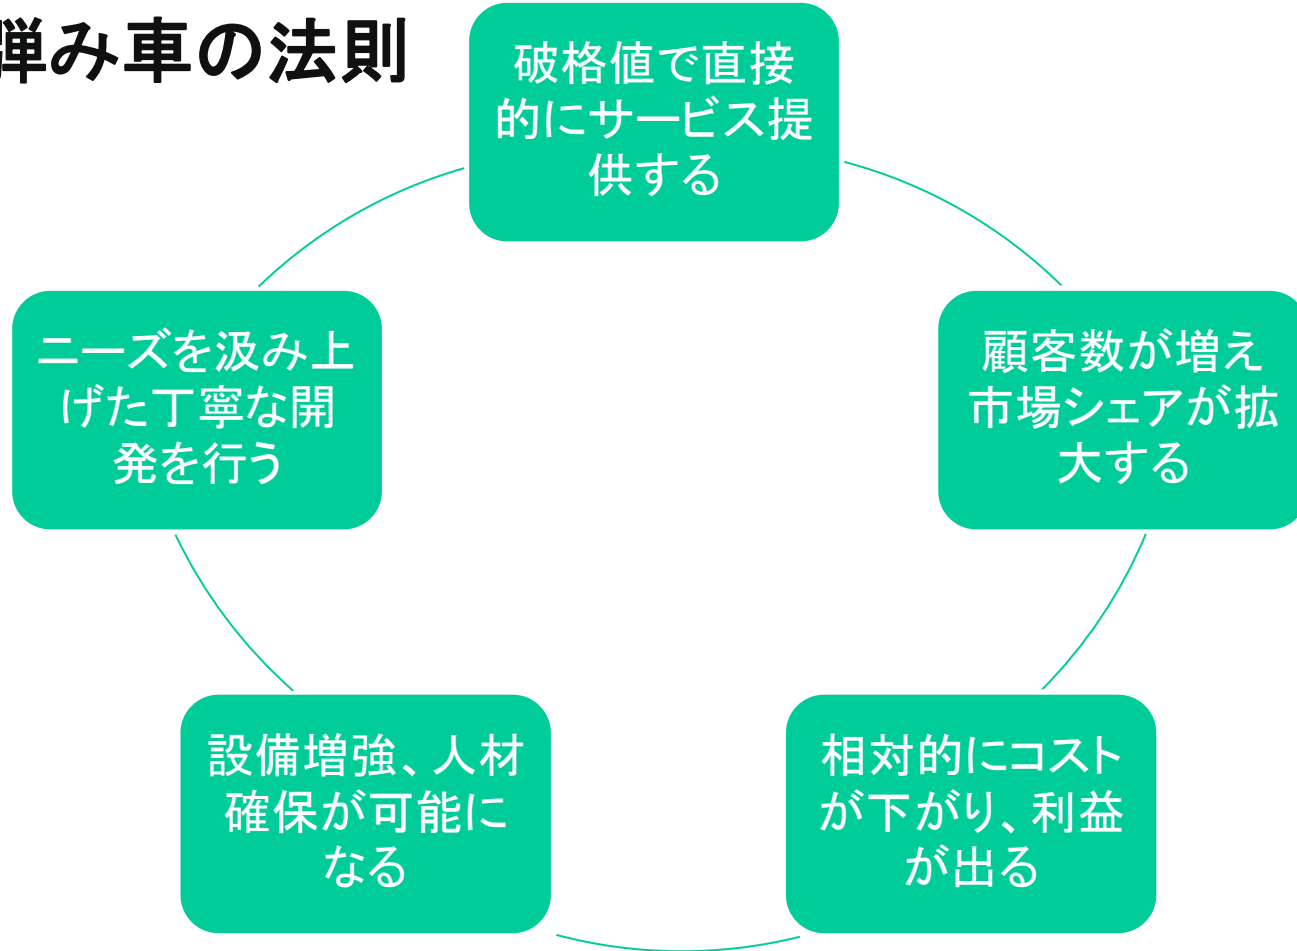 弾み車の法則
破格値で直接
的にサービス提
供する
顧客数が増え
市場シェアが拡
大する
相対的にコスト
が下がり、利益
が出る
設備増強、人材
確保が可能に
なる
ニーズを汲み上
げた丁寧な開
発を行う